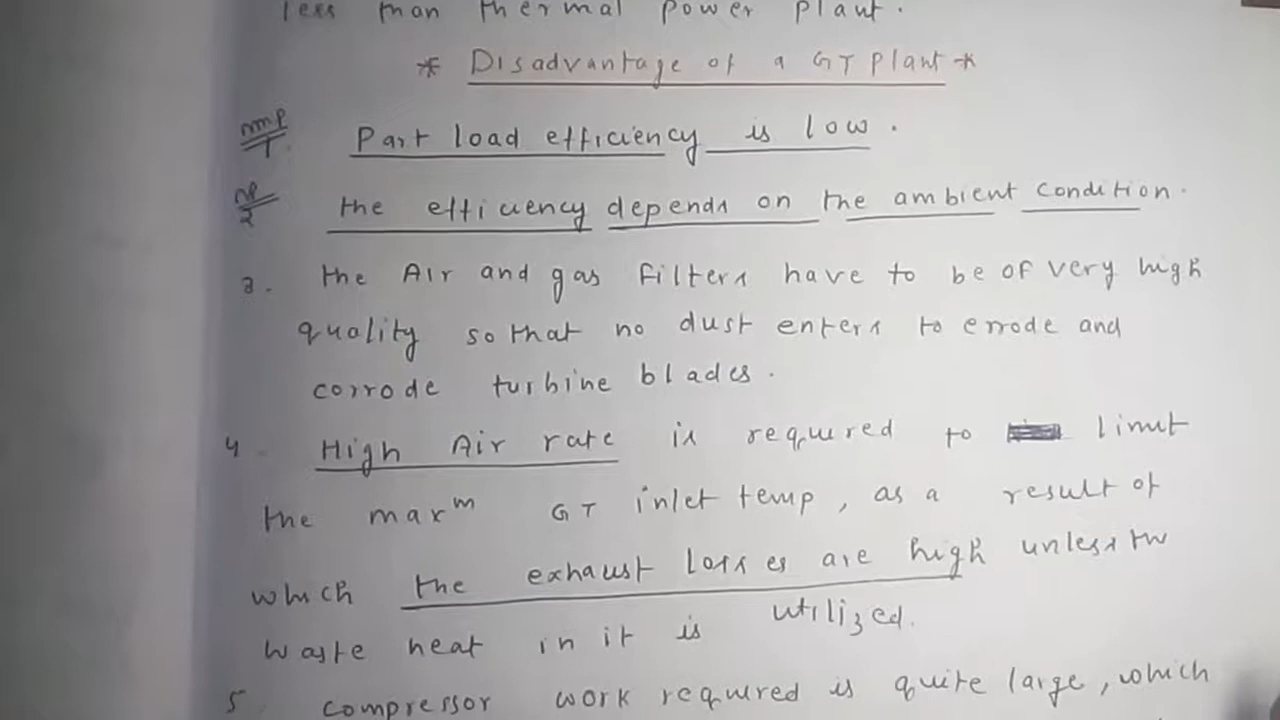 less than thermal power plant.
* Disadvantage of a GT plant *
Imp 1. Part load efficiency is low.
Imp 2 the efficiency depends on the ambient condition.
3. the Air and gas filters have to be of very high
quality so that no dust enters to errode and
corrode turbine blades.
4. High Air rate is required to limit
the maxm GT inlet temp, as a result of
which the exhaust losses are high unless the
waste heat in it is utilized.
5 compressor work required is quite large, which